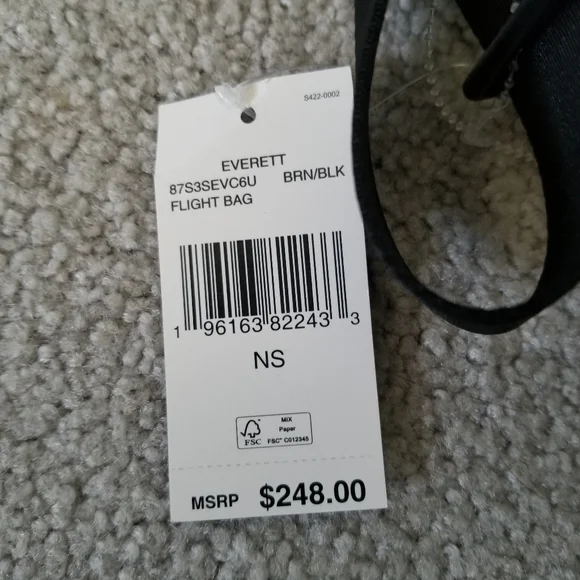 S422-0002
EVERETT
87S3SEVC6U BRN/BLK
FLIGHT BAG
1 96163 82243 3
NS
FSC
MIX
Paper
FSC® C012345
MSRP $248.00